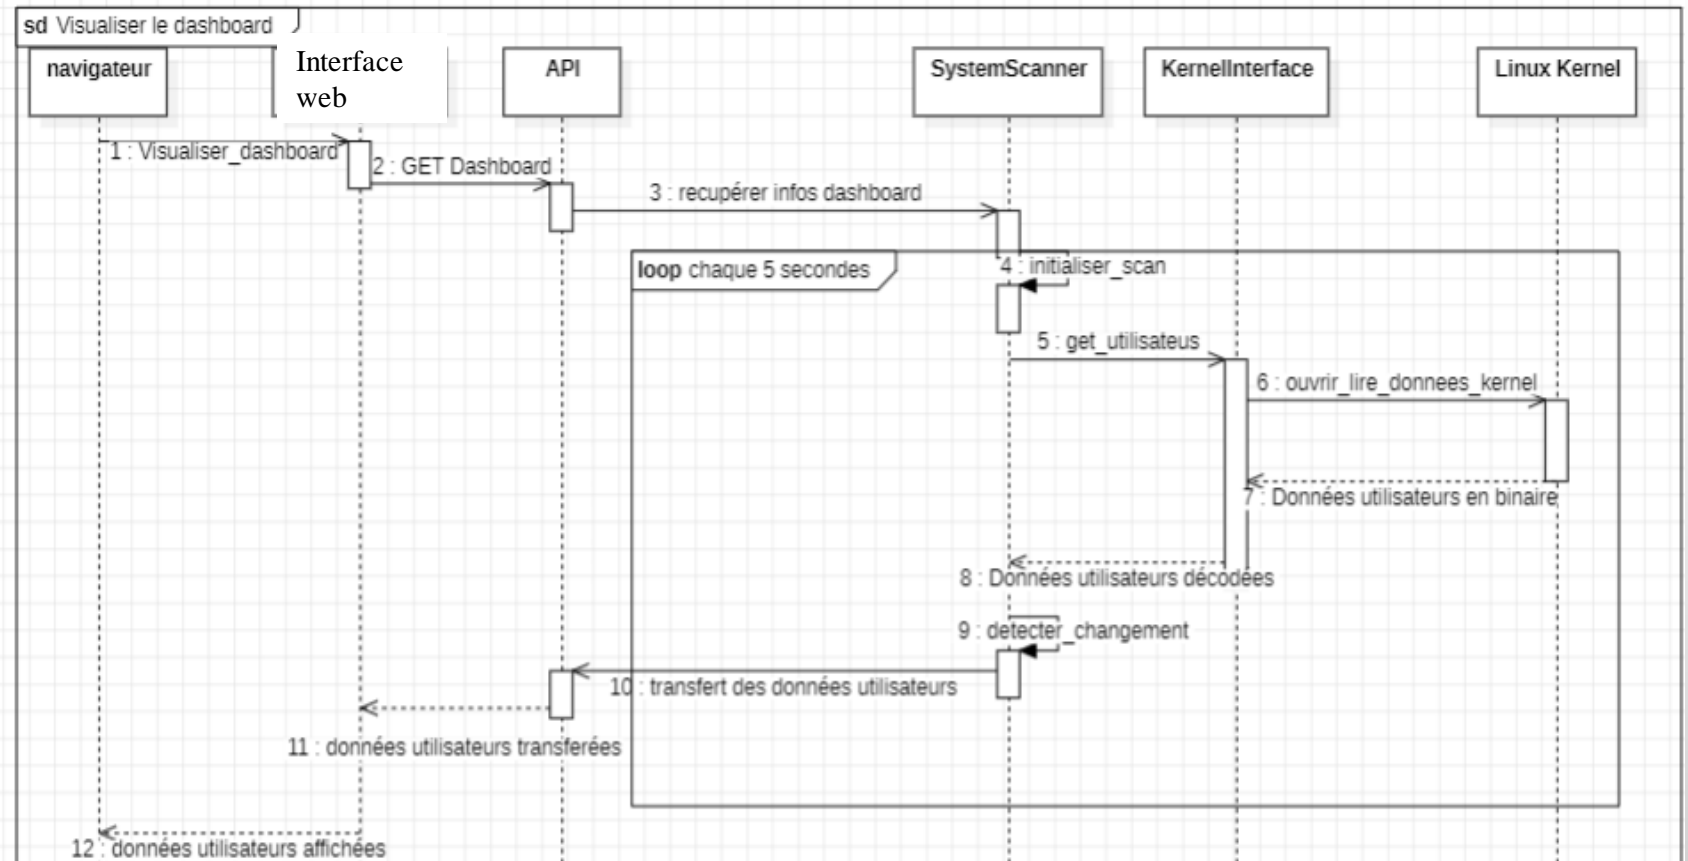 sd Visualiser le dashboard
navigateur
Interface
web
API
SystemScanner
KernelInterface
Linux Kernel
1 : Visualiser_dashboard
2 : GET Dashboard
3 : recupérer infos dashboard
loop chaque 5 secondes
4 : initialiser_scan
5 : get_utilisateus
6 : ouvrir_lire_donnees_kernel
7 : Données utilisateurs en binaire
8 : Données utilisateurs décodées
9 : detecter_changement
10 : transfert des données utilisateurs
11 : données utilisateurs transferées
12 : données utilisateurs affichées